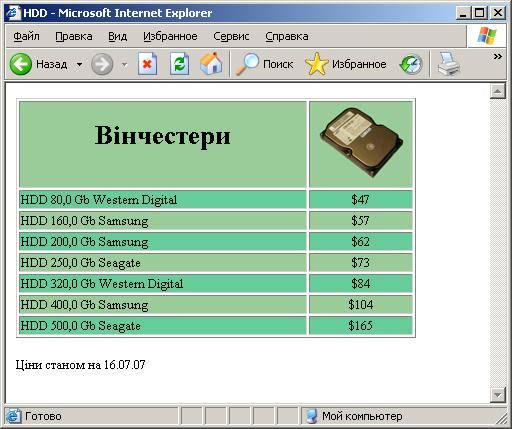 HDD - Microsoft Internet Explorer
Файл Правка Вид Избранное Сервис Справка
Назад Поиск Избранное
Вінчестери
HDD 80,0 Gb Western Digital $47
HDD 160,0 Gb Samsung $57
HDD 200,0 Gb Samsung $62
HDD 250,0 Gb Seagate $73
HDD 320,0 Gb Western Digital $84
HDD 400,0 Gb Samsung $104
HDD 500,0 Gb Seagate $165
Ціни станом на 16.07.07
Готово Мой компьютер